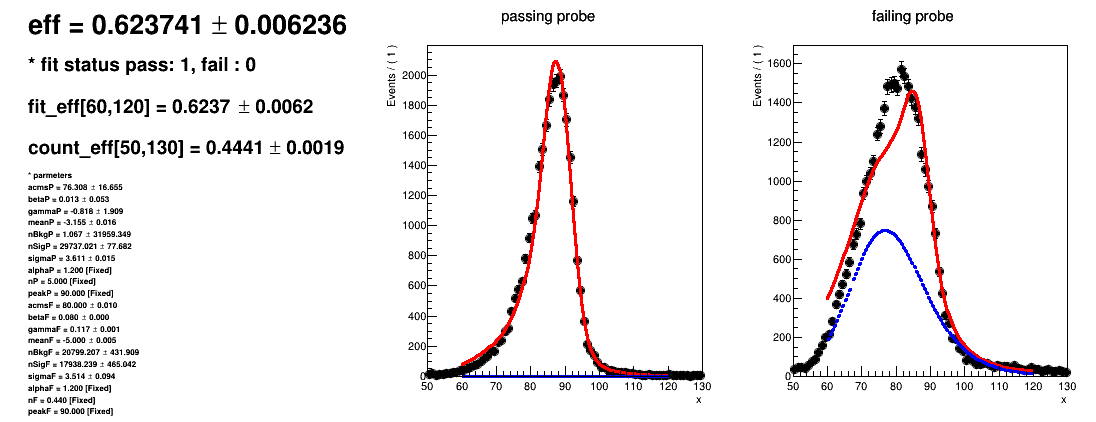 eff = 0.623741 ± 0.006236
* fit status pass: 1, fail : 0
fit_eff[60,120] = 0.6237 ± 0.0062
count_eff[50,130] = 0.4441 ± 0.0019
* parmeters
acmsP = 76.308 ± 16.655
betaP = 0.013 ± 0.053
gammaP = -0.818 ± 1.909
meanP = -3.155 ± 0.016
nBkgP = 1.067 ± 31959.349
nSigP = 29737.021 ± 77.682
sigmaP = 3.611 ± 0.015
alphaP = 1.200 [Fixed]
nP = 5.000 [Fixed]
peakP = 90.000 [Fixed]
acmsF = 80.000 ± 0.010
betaF = 0.080 ± 0.000
gammaF = 0.117 ± 0.001
meanF = -5.000 ± 0.005
nBkgF = 20799.207 ± 431.909
nSigF = 17938.239 ± 465.042
sigmaF = 3.514 ± 0.094
alphaF = 1.200 [Fixed]
nF = 0.440 [Fixed]
peakF = 90.000 [Fixed]
passing probe
Events / ( 1 )
2000
1800
1600
1400
1200
1000
800
600
400
200
0
50 60 70 80 90 100 110 120 130
x
failing probe
Events / ( 1 )
1600
1400
1200
1000
800
600
400
200
0
50 60 70 80 90 100 110 120 130
x